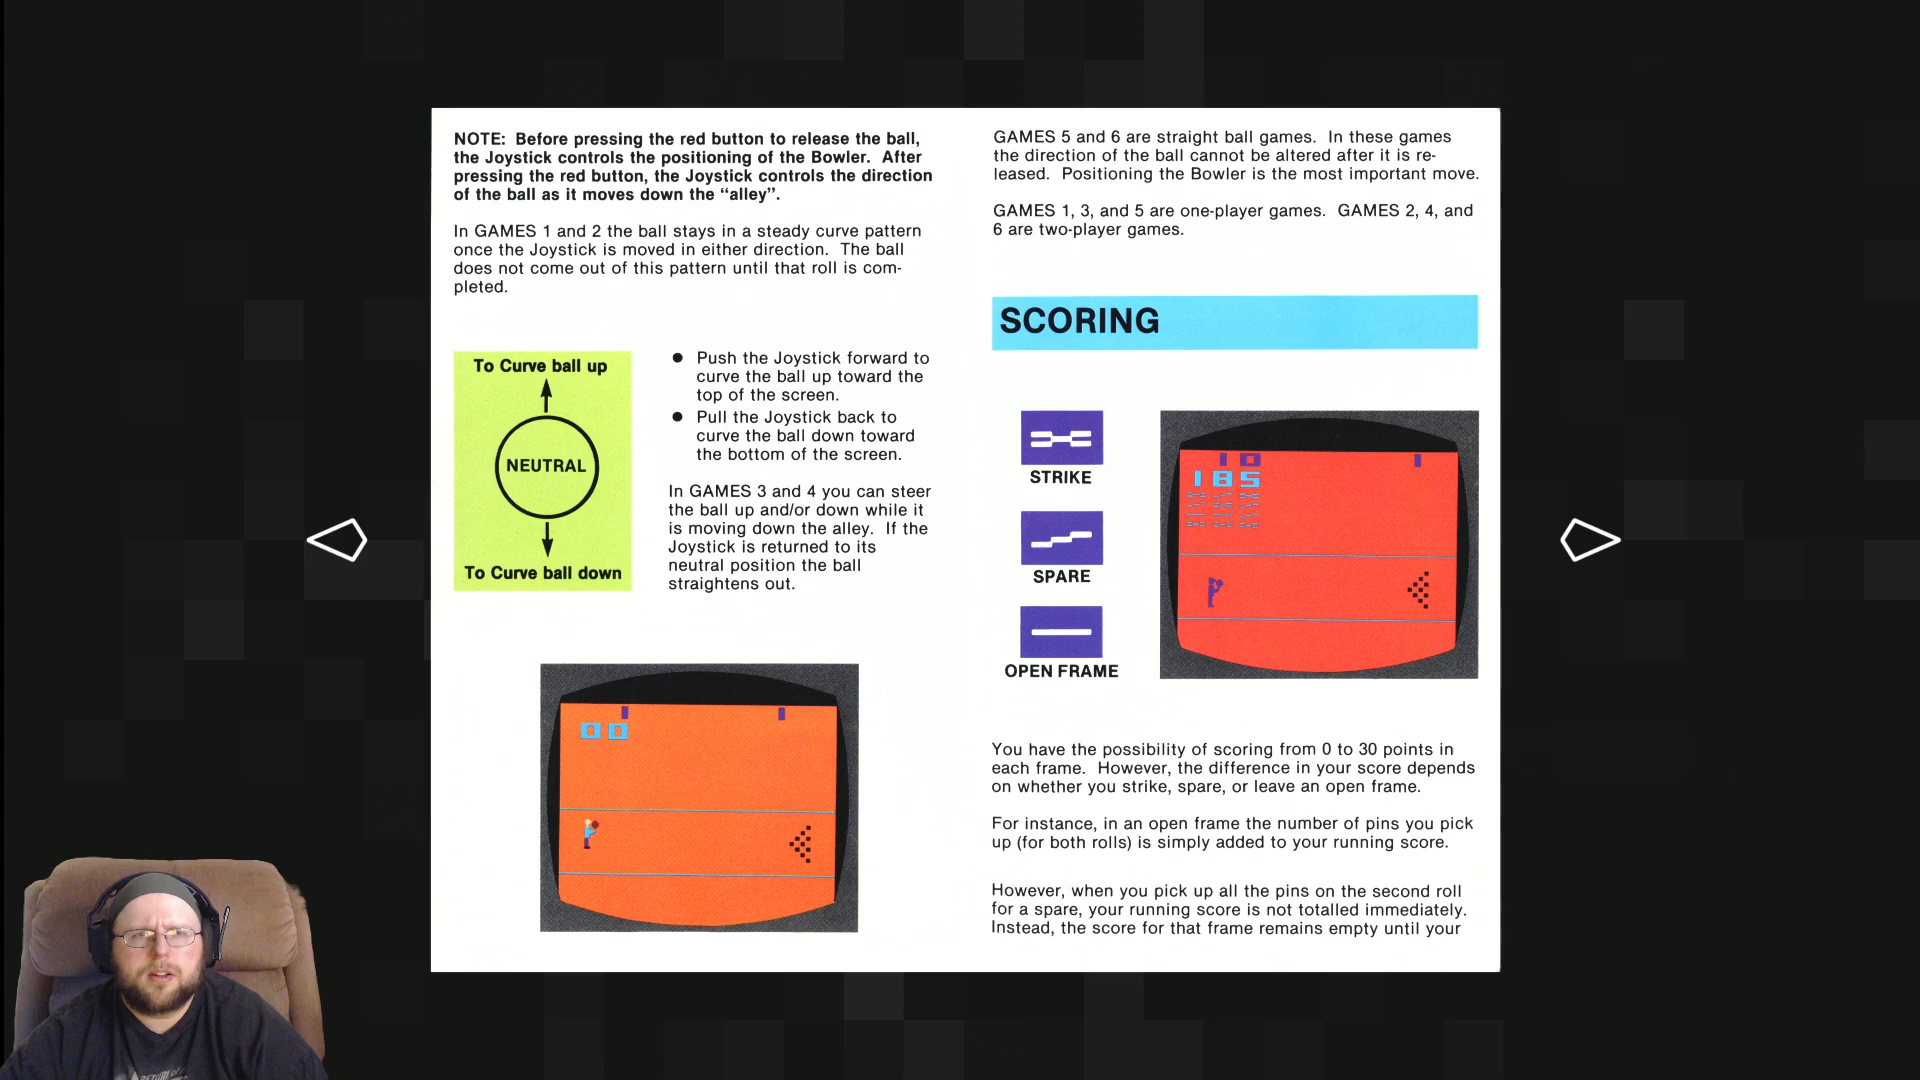 NOTE: Before pressing the red button to release the ball,
the Joystick controls the positioning of the Bowler. After
pressing the red button, the Joystick controls the direction
of the ball as it moves down the “alley”.
In GAMES 1 and 2 the ball stays in a steady curve pattern
once the Joystick is moved in either direction. The ball
does not come out of this pattern until that roll is com-
pleted.
To Curve ball up
NEUTRAL
To Curve ball down
● Push the Joystick forward to
curve the ball up toward the
top of the screen.
● Pull the Joystick back to
curve the ball down toward
the bottom of the screen.
In GAMES 3 and 4 you can steer
the ball up and/or down while it
is moving down the alley. If the
Joystick is returned to its
neutral position the ball
straightens out.
00
GAMES 5 and 6 are straight ball games. In these games
the direction of the ball cannot be altered after it is re-
leased. Positioning the Bowler is the most important move.
GAMES 1, 3, and 5 are one-player games. GAMES 2, 4, and
6 are two-player games.
SCORING
STRIKE
SPARE
OPEN FRAME
10 1
185
You have the possibility of scoring from 0 to 30 points in
each frame. However, the difference in your score depends
on whether you strike, spare, or leave an open frame.
For instance, in an open frame the number of pins you pick
up (for both rolls) is simply added to your running score.
However, when you pick up all the pins on the second roll
for a spare, your running score is not totalled immediately.
Instead, the score for that frame remains empty until your